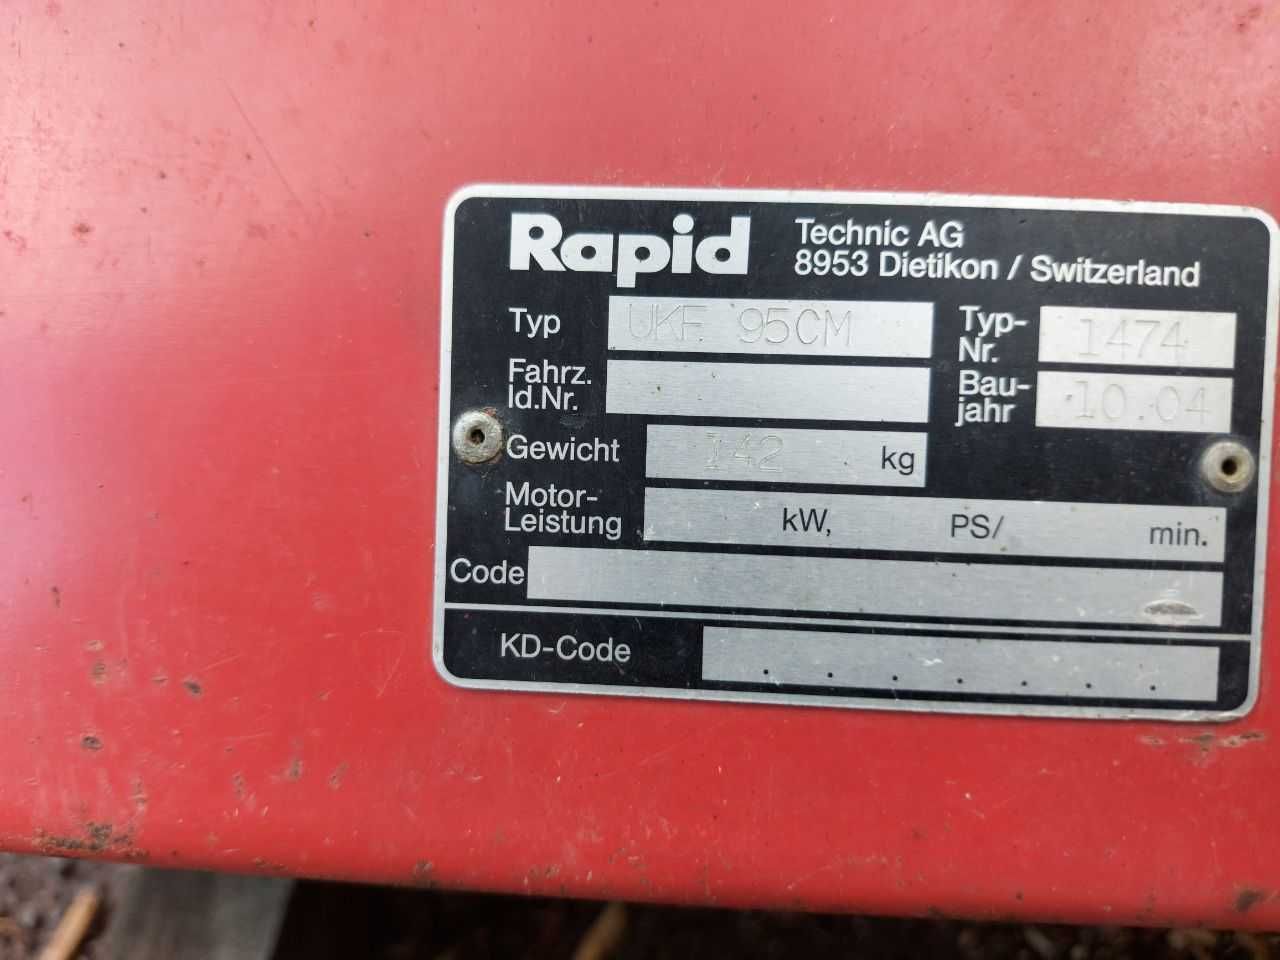 Rapid Technic AG
8953 Dietikon / Switzerland
Typ UKF 95CM Typ-
Nr. 1474
Fahrz.
Id.Nr.
Bau-
jahr 10.04
Gewicht 142 kg
Motor-
Leistung kW, PS/ min.
Code
KD-Code . . . . . . .